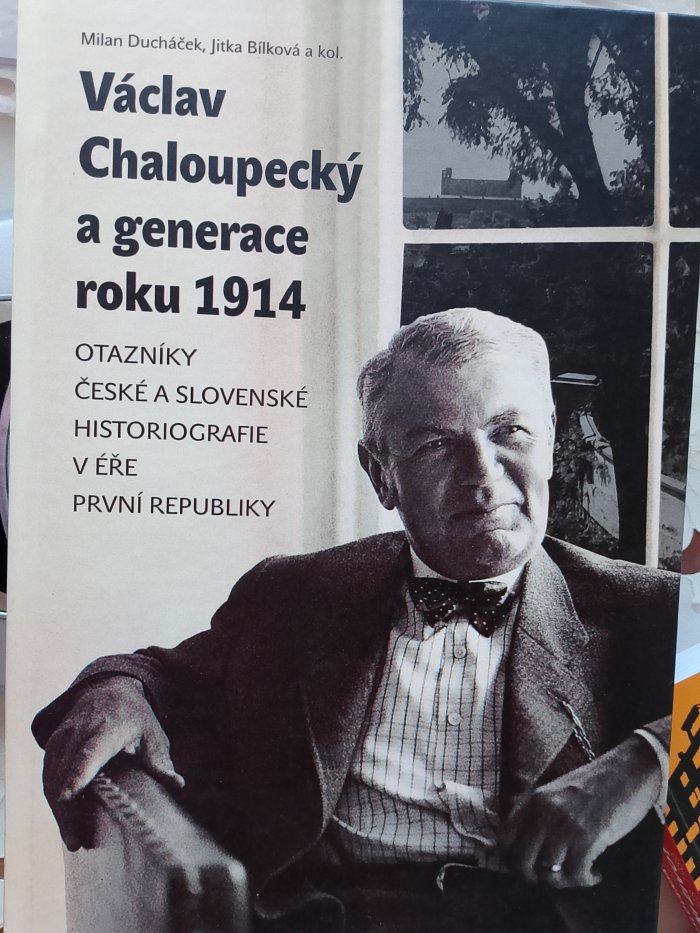 Milan Ducháček, Jitka Bílková a kol.
Václav
Chaloupecký
a generace
roku 1914
OTAZNÍKY
ČESKÉ A SLOVENSKÉ
HISTORIOGRAFIE
V ÉŘE
PRVNÍ REPUBLIKY